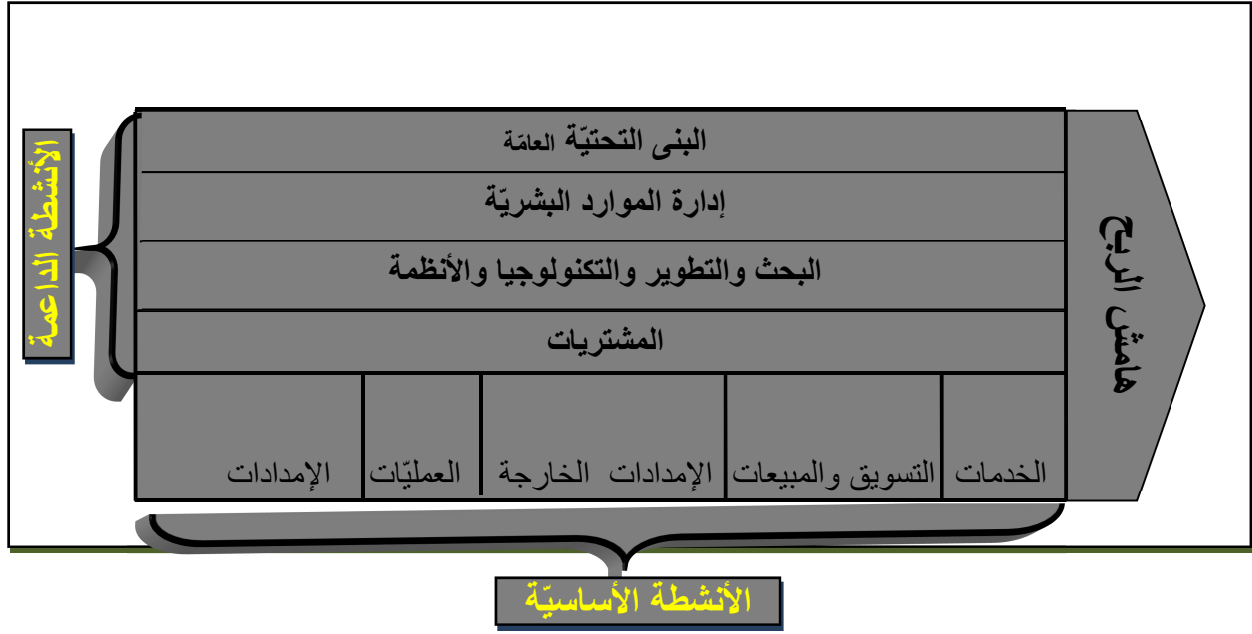 البنى التحتيّة العامّة
إدارة الموارد البشريّة
البحث والتطوير والتكنولوجيا والأنظمة
المشتريات
الأنشطة الداعمة
هامش الربح
الخدمات
التسويق والمبيعات
الإمدادات الخارجة
العمليّات
الإمدادات
الأنشطة الأساسيّة